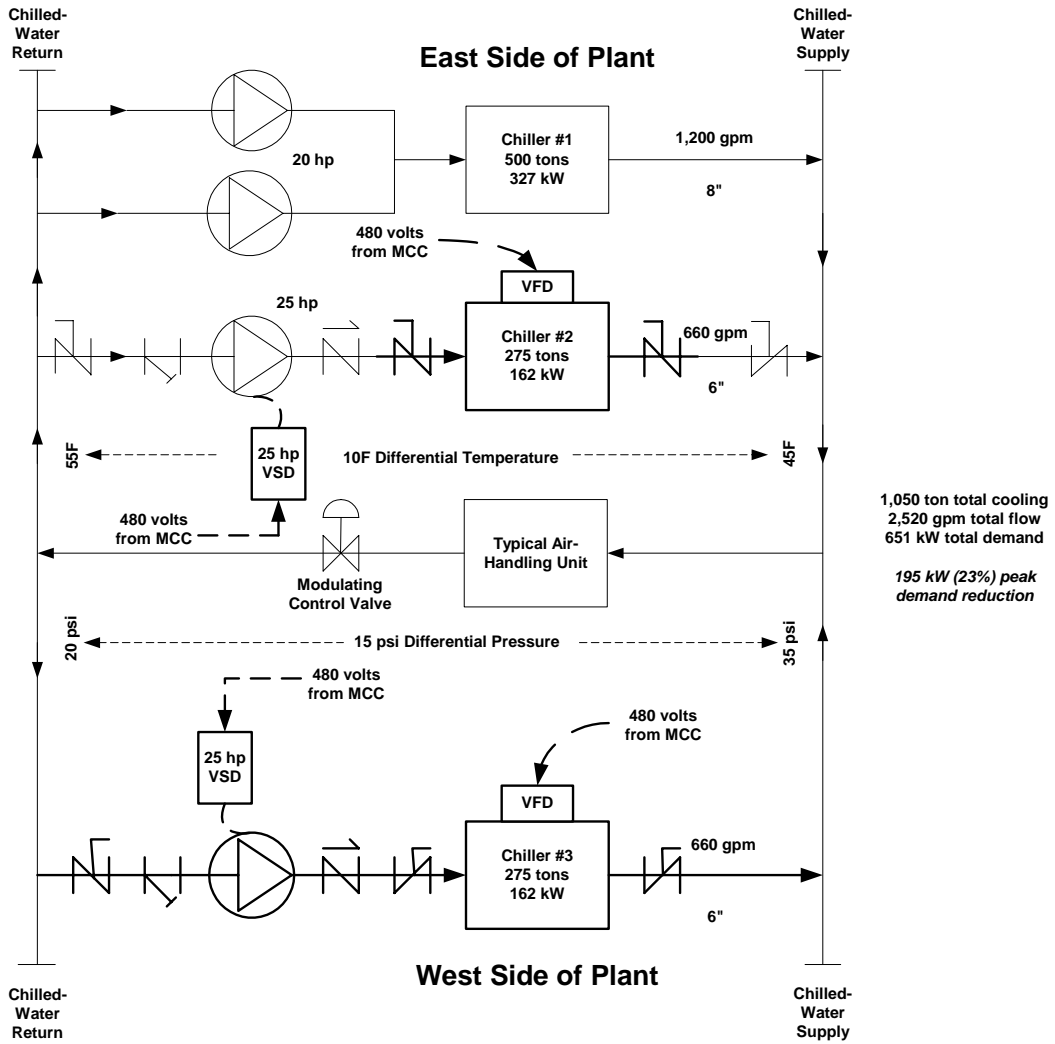 Chilled-
Water
Return
Chilled-
Water
Supply
East Side of Plant
20 hp
Chiller #1
500 tons
327 kW
1,200 gpm
8"
480 volts
from MCC
VFD
25 hp
Chiller #2
275 tons
162 kW
660 gpm
6"
55F
25 hp
VSD
10F Differential Temperature
45F
480 volts
from MCC
Modulating
Control Valve
Typical Air-
Handling Unit
1,050 ton total cooling
2,520 gpm total flow
651 kW total demand
195 kW (23%) peak
demand reduction
20 psi
15 psi Differential Pressure
35 psi
480 volts
from MCC
25 hp
VSD
480 volts
from MCC
VFD
Chiller #3
275 tons
162 kW
660 gpm
6"
West Side of Plant
Chilled-
Water
Return
Chilled-
Water
Supply